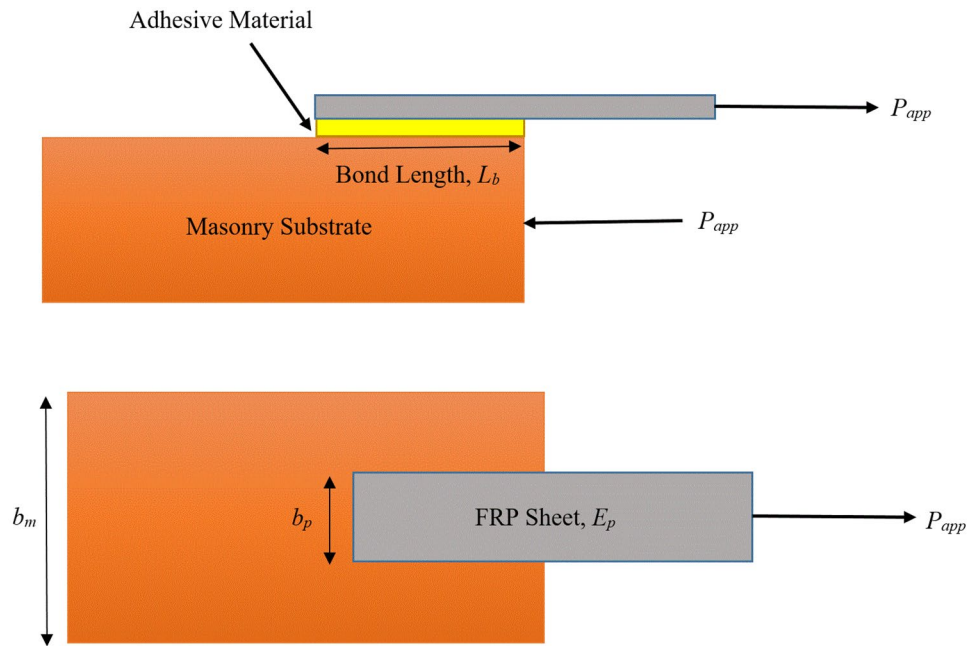 Adhesive Material
P_app
Bond Length, L_b
Masonry Substrate
P_app
b_m
b_p
FRP Sheet, E_p
P_app